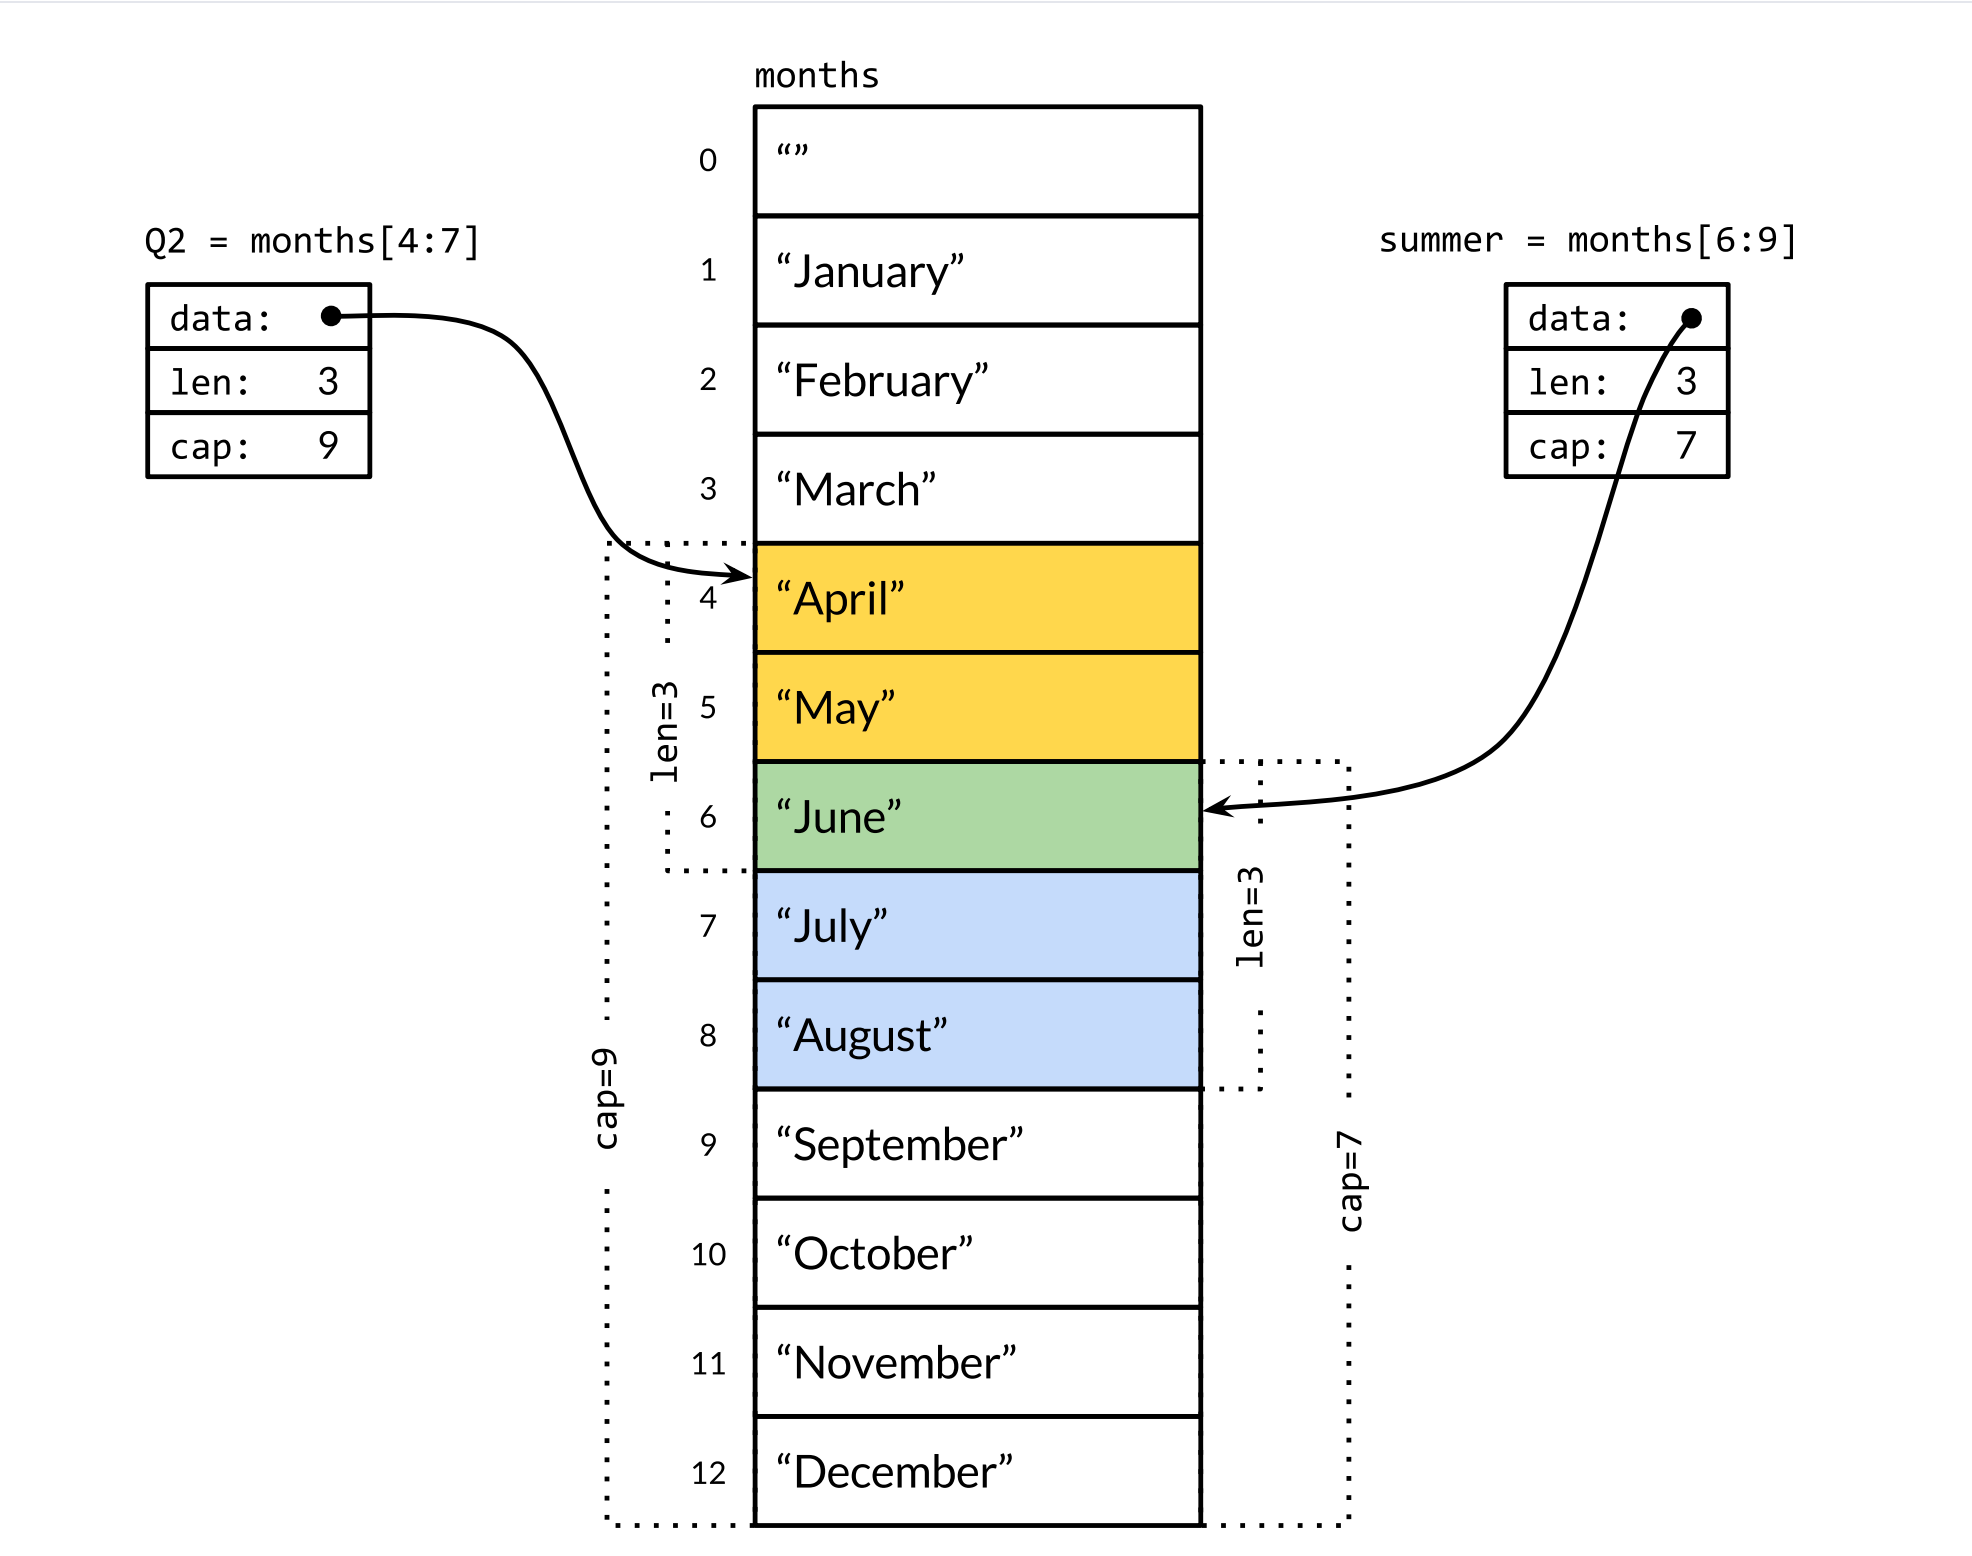 months
Q2 = months[4:7]
data:
len: 3
cap: 9
summer = months[6:9]
data:
len: 3
cap: 7
0 “”
1 “January”
2 “February”
3 “March”
4 “April”
5 “May”
6 “June”
7 “July”
8 “August”
9 “September”
10 “October”
11 “November”
12 “December”
len=3
cap=9
len=3
cap=7